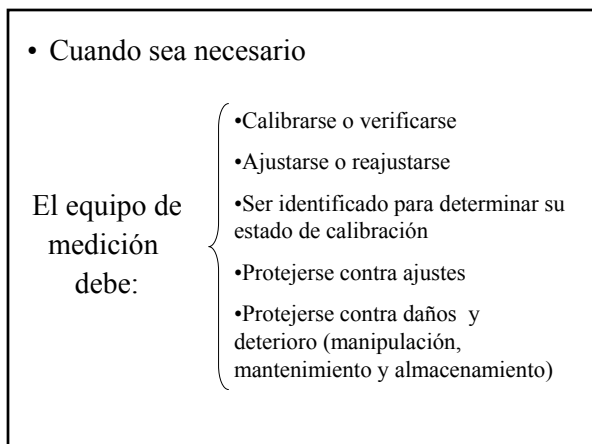 • Cuando sea necesario
El equipo de
medición
debe:
•Calibrarse o verificarse
•Ajustarse o reajustarse
•Ser identificado para determinar su
estado de calibración
•Protejerse contra ajustes
•Protejerse contra daños y
deterioro (manipulación,
mantenimiento y almacenamiento)